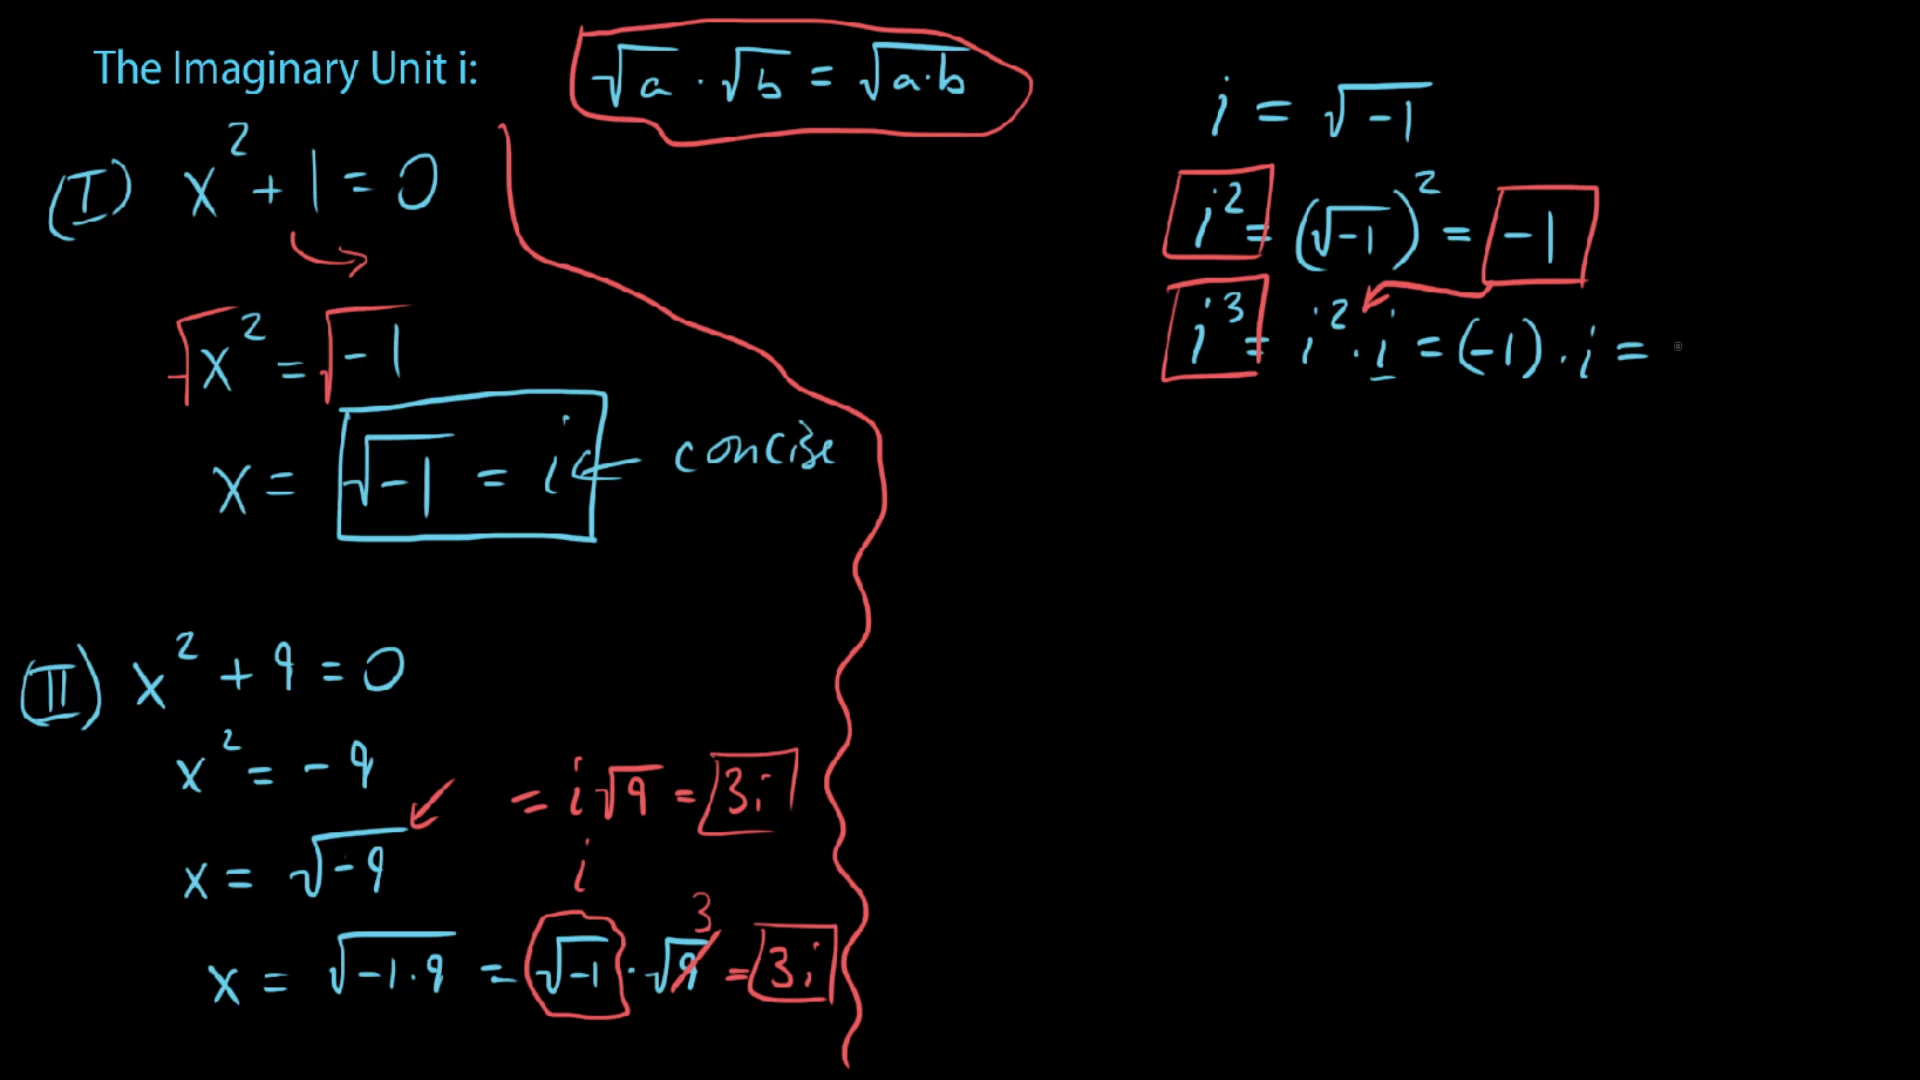 The Imaginary Unit i:
√a · √b = √a·b
(I) x² + 1 = 0
√x² = √-1
x = √-1 = i ← concise
(II) x² + 9 = 0
x² = -9
x = √-9
= i√9 = 3i
i
3
x = √-1·9 = √-1 · √9 = 3i
i = √-1
i² = (√-1)² = -1
i³ = i² · i = (-1) · i =